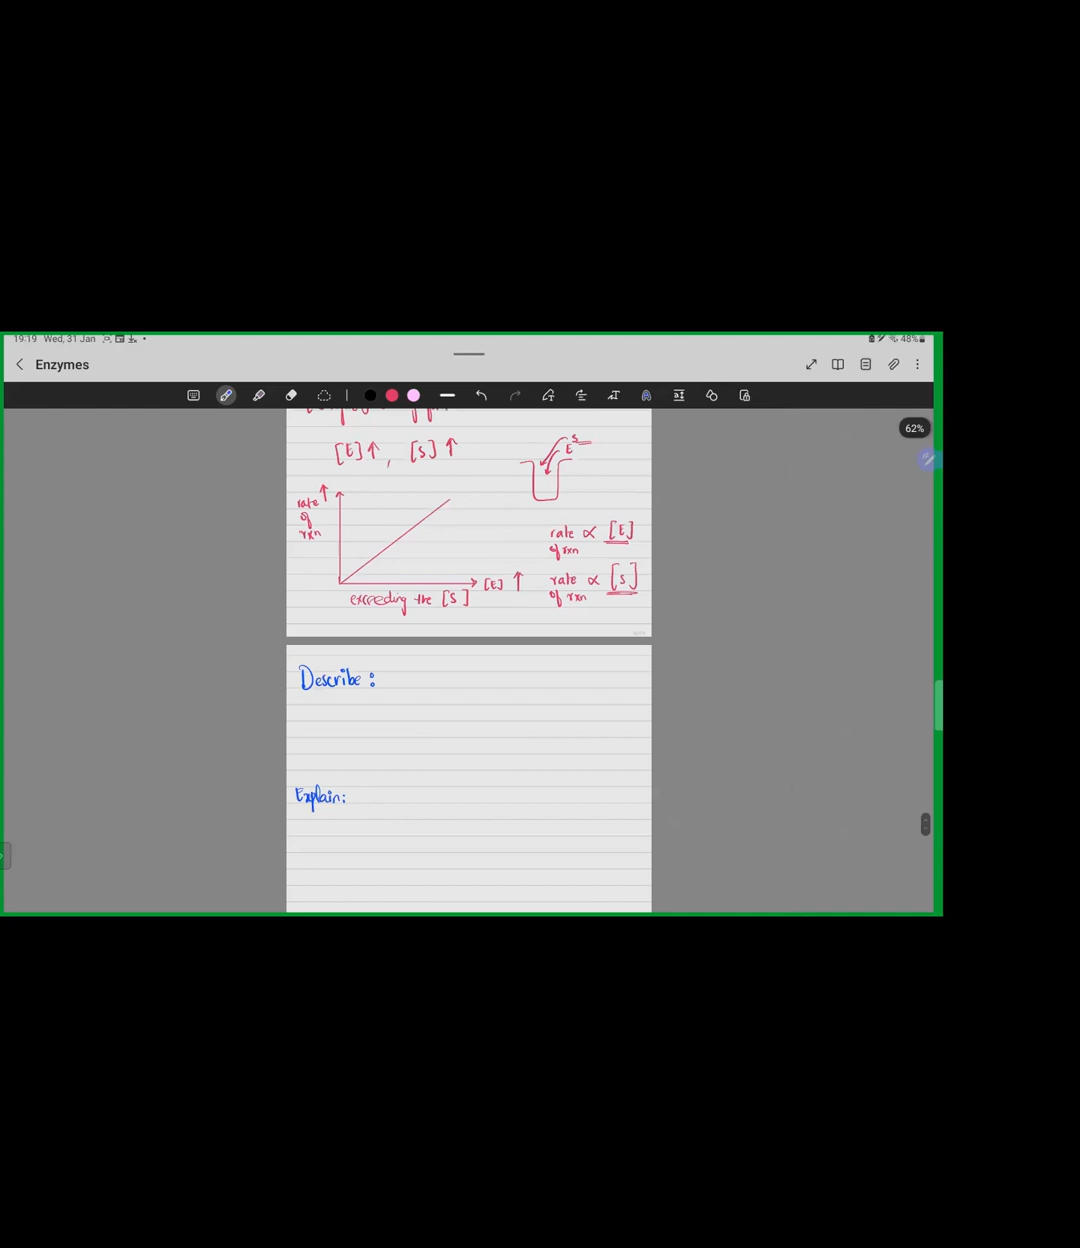 19:19 Wed, 31 Jan
48%
Enzymes
62%
[E]↑, [S]↑
S
E
rate ↑
of
rxn
[E] ↑
exceeding the [S]
rate ∝ [E]
of rxn
rate ∝ [S]
of rxn
Describe:
Explain: